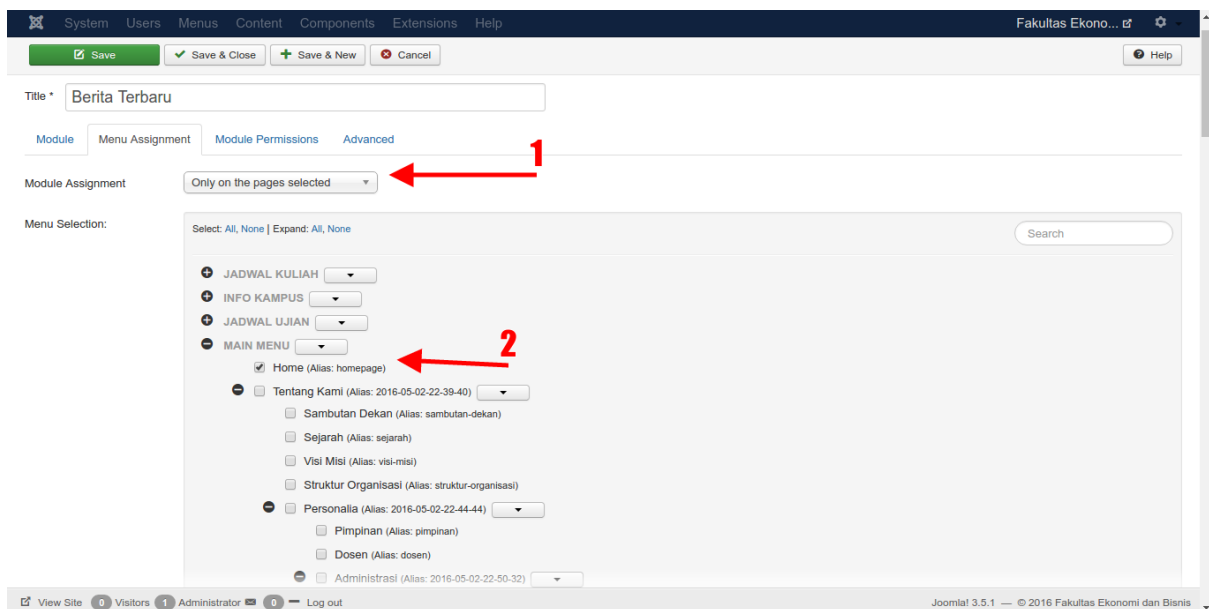 System Users Menus Content Components Extensions Help Fakultas Ekono...
Save Save & Close Save & New Cancel Help
Title * Berita Terbaru
Module Menu Assignment Module Permissions Advanced
1
Module Assignment Only on the pages selected
Menu Selection: Select: All, None | Expand: All, None Search
JADWAL KULIAH
INFO KAMPUS
JADWAL UJIAN
MAIN MENU
2
Home (Alias: homepage)
Tentang Kami (Alias: 2016-05-02-22-39-40)
Sambutan Dekan (Alias: sambutan-dekan)
Sejarah (Alias: sejarah)
Visi Misi (Alias: visi-misi)
Struktur Organisasi (Alias: struktur-organisasi)
Personalia (Alias: 2016-05-02-22-44-44)
Pimpinan (Alias: pimpinan)
Dosen (Alias: dosen)
Administrasi (Alias: 2016-05-02-22-50-32)
View Site 0 Visitors 1 Administrator 0 Log out Joomla! 3.5.1 — © 2016 Fakultas Ekonomi dan Bisnis